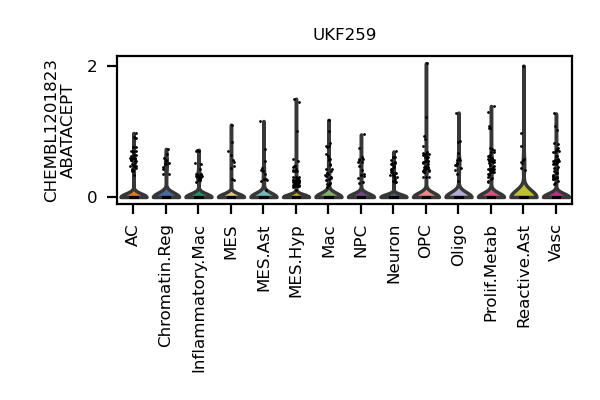 UKF259
CHEMBL1201823
ABATACEPT
2
0
AC
Chromatin.Reg
Inflammatory.Mac
MES
MES.Ast
MES.Hyp
Mac
NPC
Neuron
OPC
Oligo
Prolif.Metab
Reactive.Ast
Vasc